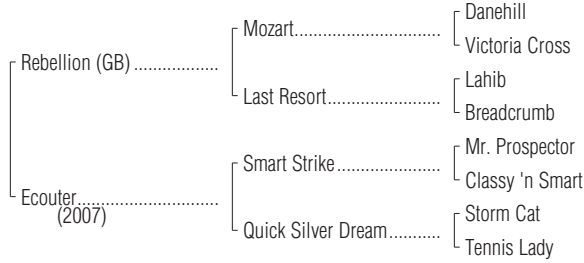 Danehill
Mozart..............................................
Victoria Cross
Rebellion (GB) ..................
Lahib
Last Resort........................
Breadcrumb
Mr. Prospector
Smart Strike......................
Classy 'n Smart
Ecouter..............................
(2007)
Storm Cat
Quick Silver Dream...........
Tennis Lady